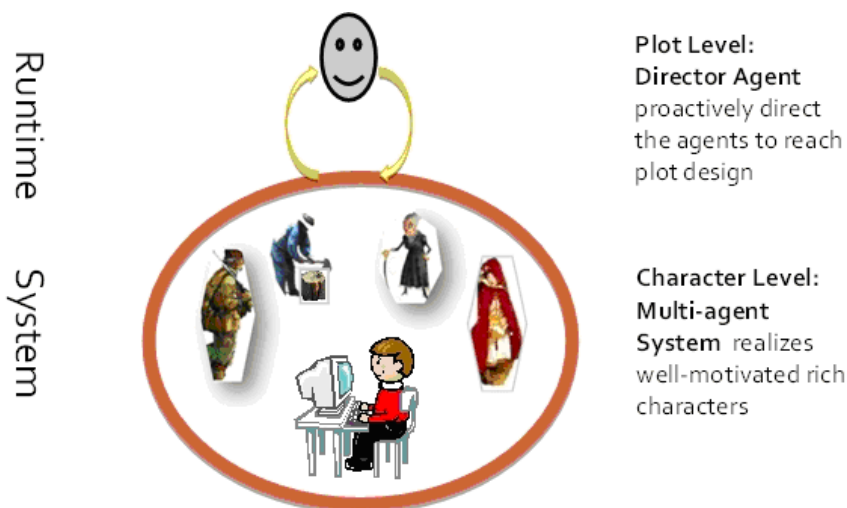 Runtime System
Plot Level:
Director Agent
proactively direct
the agents to reach
plot design
Character Level:
Multi-agent
System realizes
well-motivated rich
characters